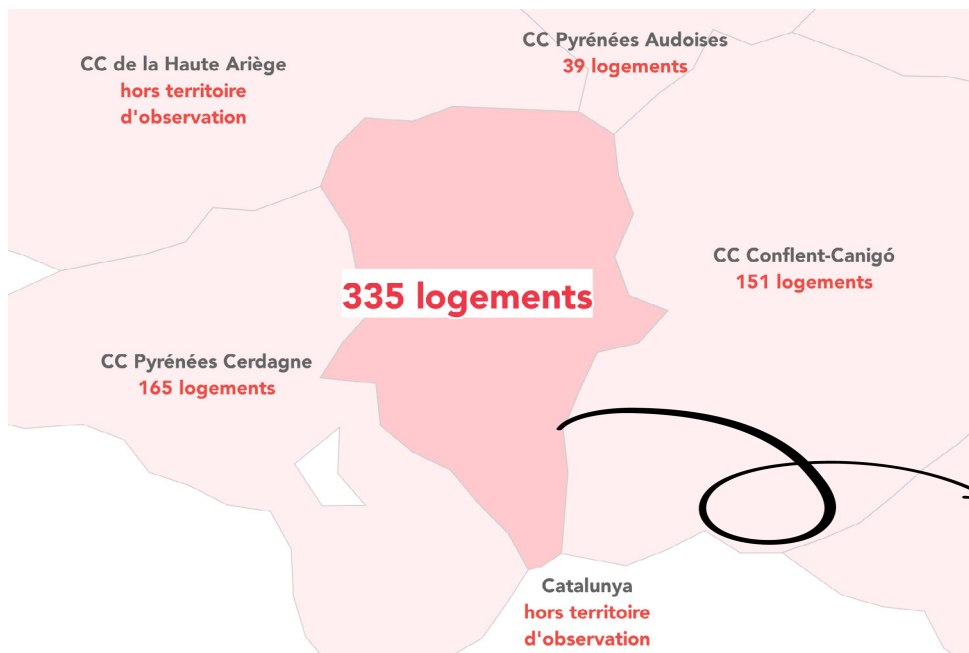 CC Pyrénées Audoises
39 logements
CC de la Haute Ariège
hors territoire
d'observation
CC Conflent-Canigó
151 logements
335 logements
CC Pyrénées Cerdagne
165 logements
Catalunya
hors territoire
d'observation